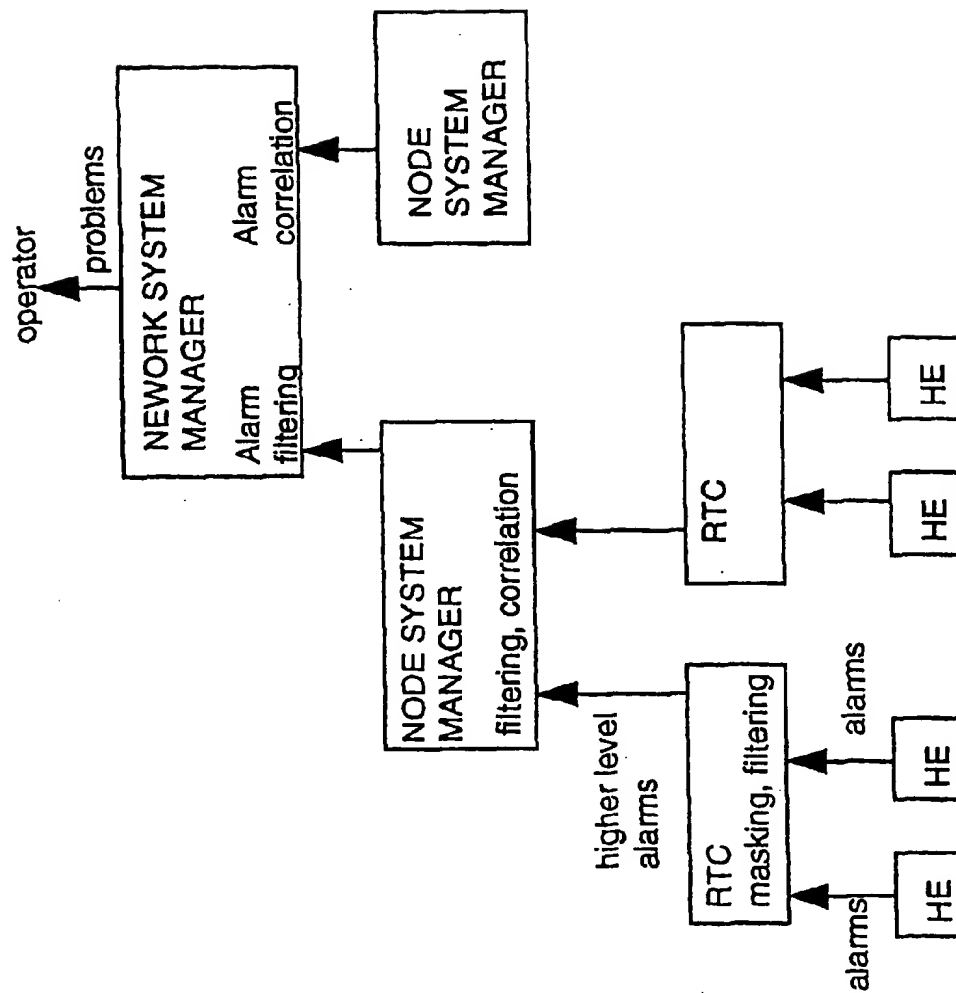 operator
problems
NEWORK SYSTEM
MANAGER
Alarm
filtering
Alarm
correlation
NODE SYSTEM
MANAGER
filtering, correlation
NODE
SYSTEM
MANAGER
higher level
alarms
RTC
masking, filtering
RTC
alarms
alarms
HE
HE
HE
HE